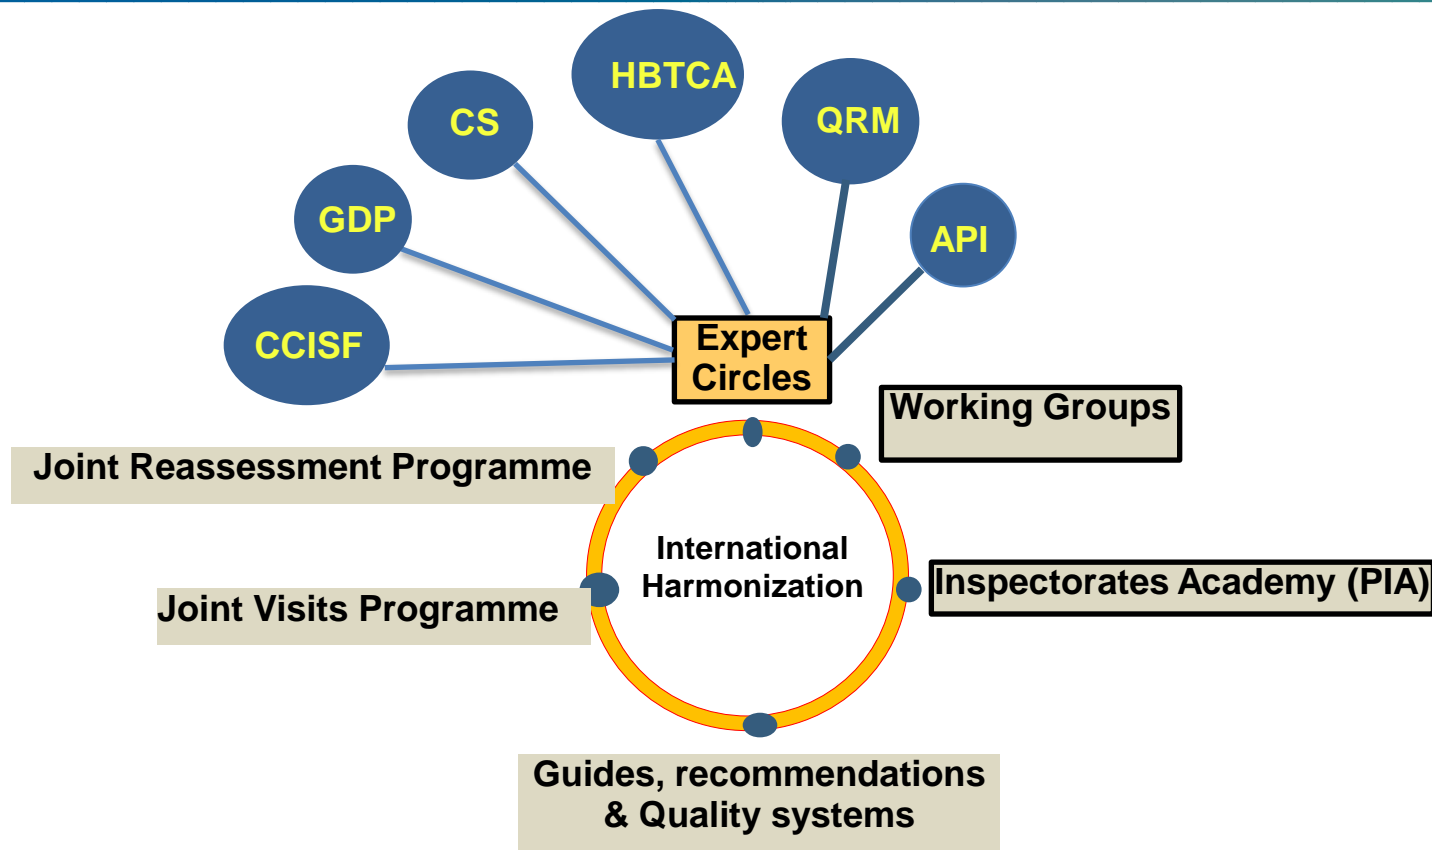 HBTCA
CS
QRM
GDP
API
CCISF
Expert
Circles
Working Groups
Joint Reassessment Programme
International
Harmonization
Inspectorates Academy (PIA)
Joint Visits Programme
Guides, recommendations
& Quality systems